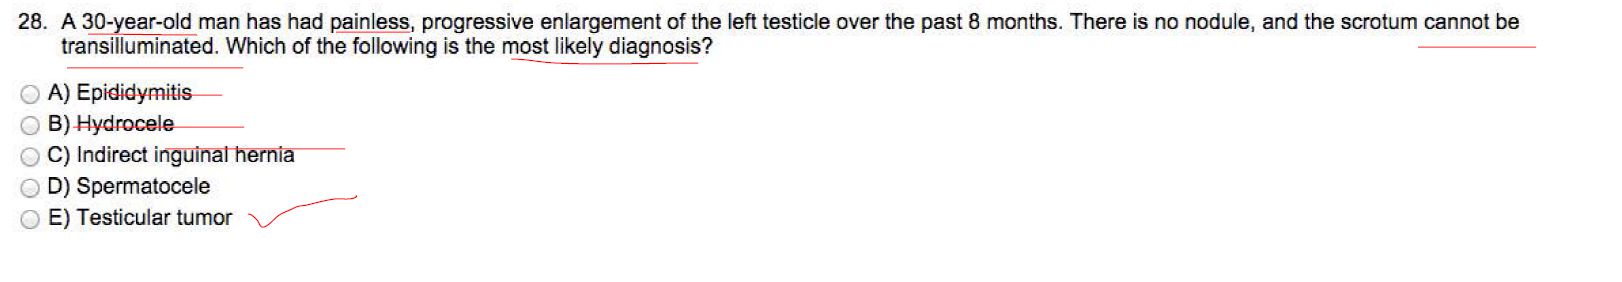 28. A 30-year-old man has had painless, progressive enlargement of the left testicle over the past 8 months. There is no nodule, and the scrotum cannot be
transilluminated. Which of the following is the most likely diagnosis?
A) Epididymitis
B) Hydrocele
C) Indirect inguinal hernia
D) Spermatocele
E) Testicular tumor